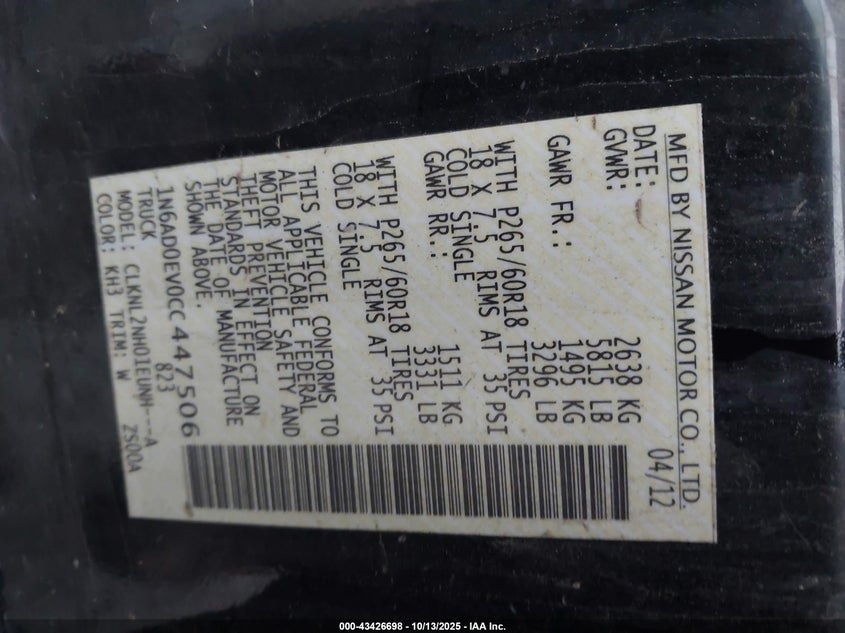 MFD BY NISSAN MOTOR CO., LTD.
DATE: 04/12
GVWR: 2638 KG
5815 LB
GAWR FR.: 1495 KG
3296 LB
WITH P265/60R18 TIRES
18 X 7.5 RIMS AT 35 PSI
COLD SINGLE
GAWR RR.: 1511 KG
3331 LB
WITH P265/60R18 TIRES
18 X 7.5 RIMS AT 35 PSI
COLD SINGLE
THIS VEHICLE CONFORMS TO
ALL APPLICABLE FEDERAL
MOTOR VEHICLE SAFETY AND
THEFT PREVENTION
STANDARDS IN EFFECT ON
THE DATE OF MANUFACTURE
SHOWN ABOVE.
1N6AD0EV0CC447506
TRUCK 823
MODEL: CLKNL2NH01EUNH---A
COLOR: KH3 TRIM: W 2S00A
000-43426698 - 10/13/2025 - IAA Inc.